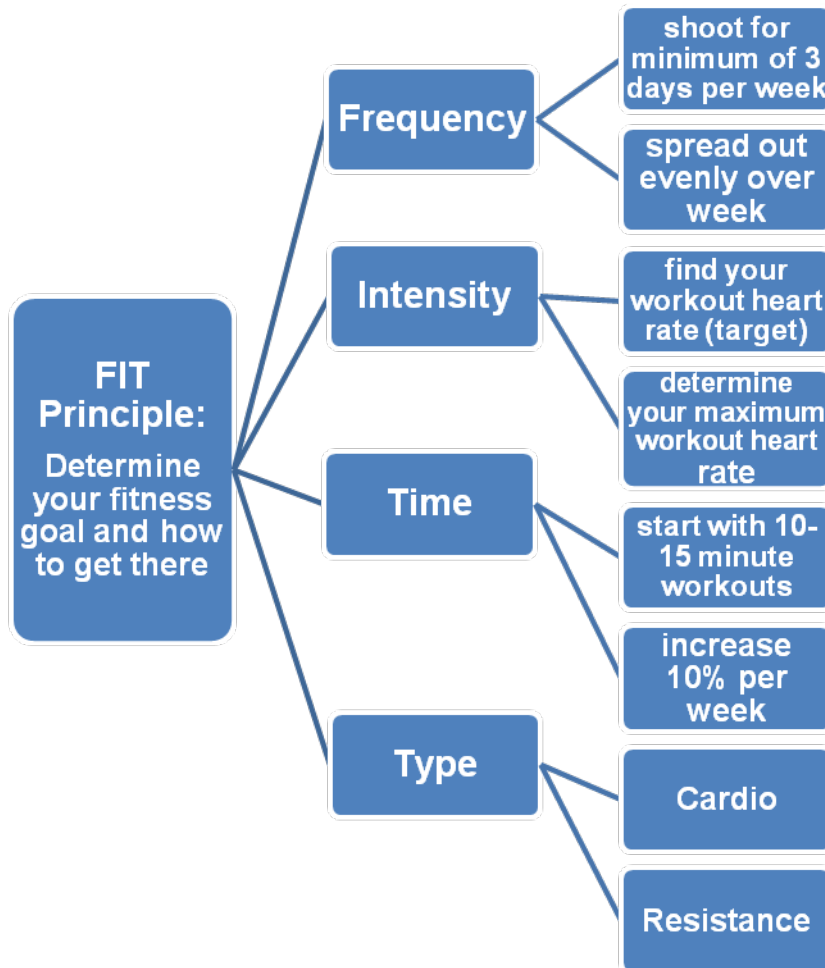 FIT
Principle:
Determine
your fitness
goal and how
to get there
Frequency
shoot for
minimum of 3
days per week
spread out
evenly over
week
Intensity
find your
workout heart
rate (target)
determine
your maximum
workout heart
rate
Time
start with 10-
15 minute
workouts
increase
10% per
week
Type
Cardio
Resistance